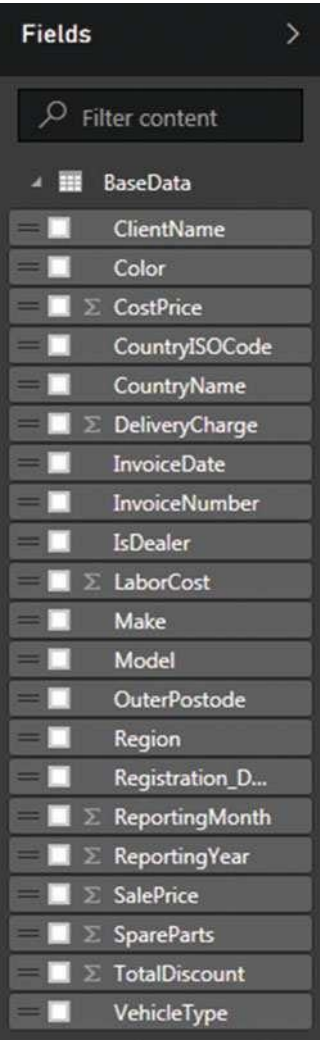 Fields
Filter content
BaseData
ClientName
Color
Σ CostPrice
CountryISOCode
CountryName
Σ DeliveryCharge
InvoiceDate
InvoiceNumber
IsDealer
Σ LaborCost
Make
Model
OuterPostode
Region
Registration_D...
Σ ReportingMonth
Σ ReportingYear
Σ SalePrice
Σ SpareParts
Σ TotalDiscount
VehicleType